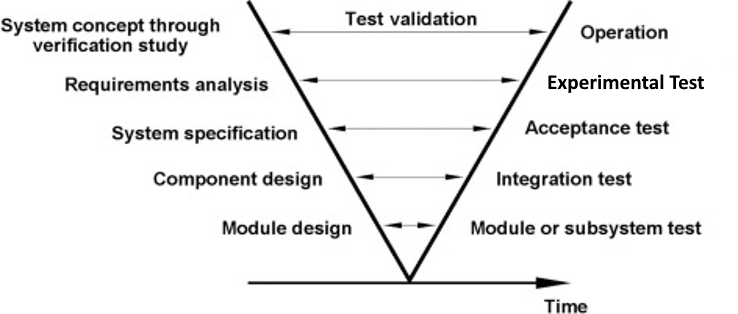 System concept through
verification study
Test validation
Operation
Requirements analysis
Experimental Test
System specification
Acceptance test
Component design
Integration test
Module design
Module or subsystem test
Time